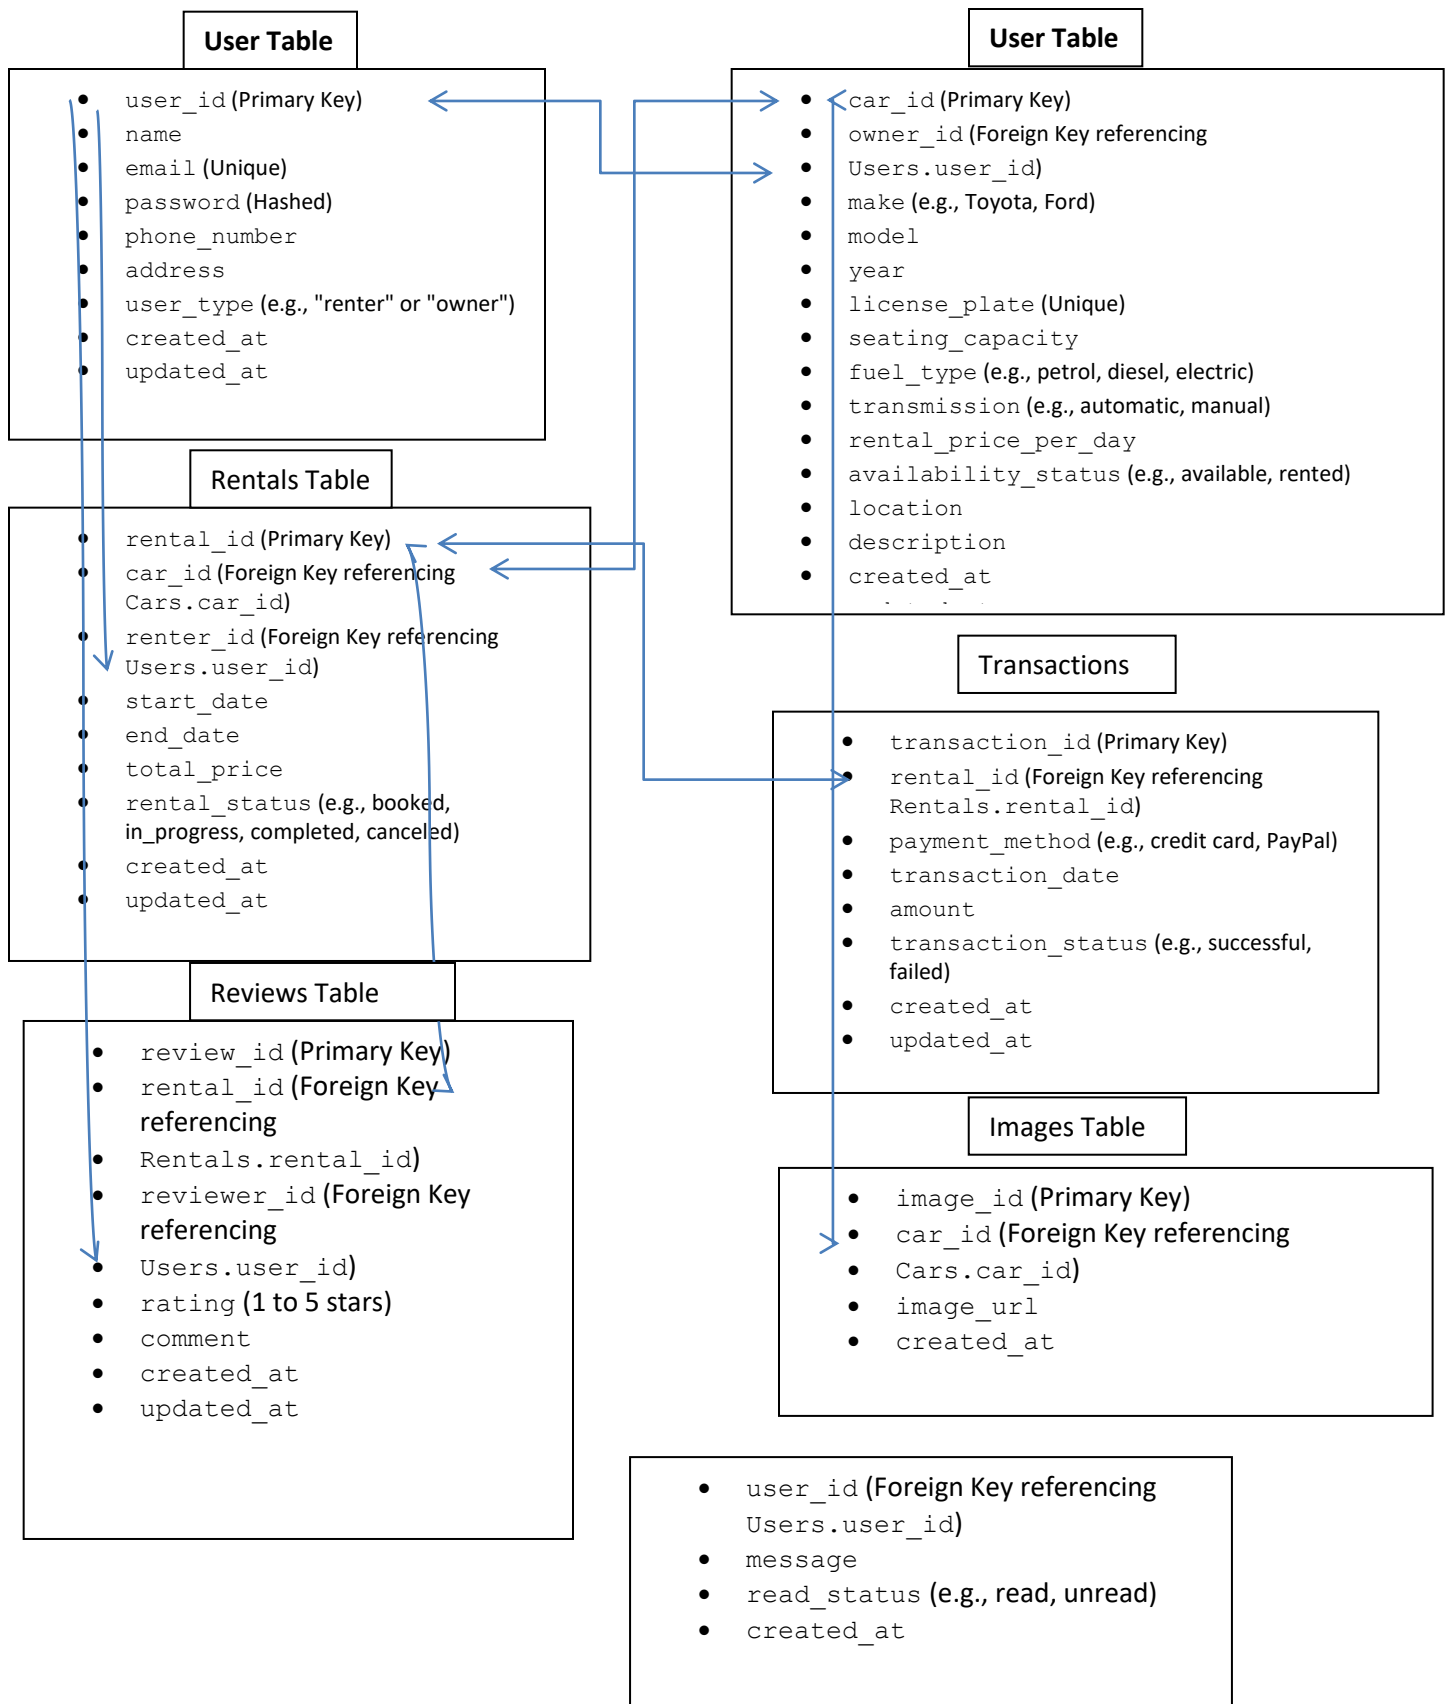 User Table
user_id (Primary Key)
name
email (Unique)
password (Hashed)
phone_number
address
user_type (e.g., "renter" or "owner")
created_at
updated_at
User Table
car_id (Primary Key)
owner_id (Foreign Key referencing
Users.user_id)
make (e.g., Toyota, Ford)
model
year
license_plate (Unique)
seating_capacity
fuel_type (e.g., petrol, diesel, electric)
transmission (e.g., automatic, manual)
rental_price_per_day
availability_status (e.g., available, rented)
location
description
created_at
Rentals Table
rental_id (Primary Key)
car_id (Foreign Key referencing
Cars.car_id)
renter_id (Foreign Key referencing
Users.user_id)
start_date
end_date
total_price
rental_status (e.g., booked,
in_progress, completed, canceled)
created_at
updated_at
Transactions
transaction_id (Primary Key)
rental_id (Foreign Key referencing
Rentals.rental_id)
payment_method (e.g., credit card, PayPal)
transaction_date
amount
transaction_status (e.g., successful,
failed)
created_at
updated_at
Reviews Table
review_id (Primary Key)
rental_id (Foreign Key
referencing
Rentals.rental_id)
reviewer_id (Foreign Key
referencing
Users.user_id)
rating (1 to 5 stars)
comment
created_at
updated_at
Images Table
image_id (Primary Key)
car_id (Foreign Key referencing
Cars.car_id)
image_url
created_at
user_id (Foreign Key referencing
Users.user_id)
message
read_status (e.g., read, unread)
created_at